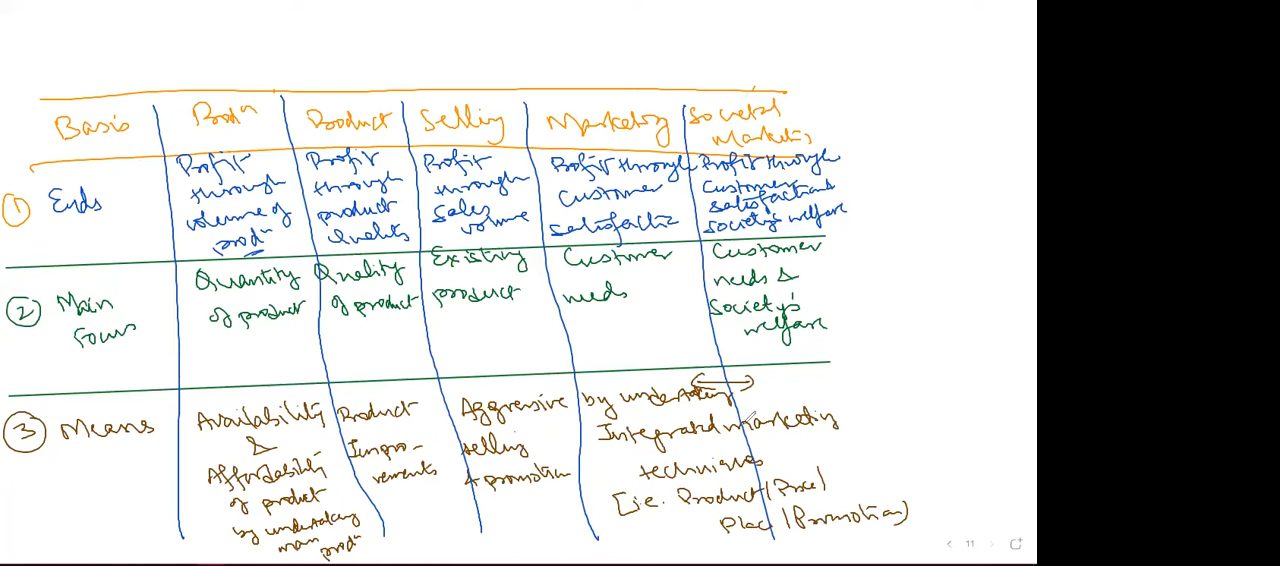 Basis
Prodⁿ
Product
Selling
Marketing
Societal
Marketing
① Ends
Profit
through
volume of
prodⁿ
Profit
through
product
quality
Profit
through
sales
volume
Profit through
customer
satisfaction
Profit through
customer
satisfaction &
society's welfare
② Main
Focus
Quantity
of product
Quality
of product
Existing
product
Customer
needs
Customer
needs &
society's
welfare
③ Means
Availability
&
Affordability
of product
by undertaking
mass
prodⁿ
Product
Impro-
vements
Aggressive
selling
+ promotion
by undertaking
Integrated marketing
techniques
[i.e. Product/Price/
Place/Promotion)
11